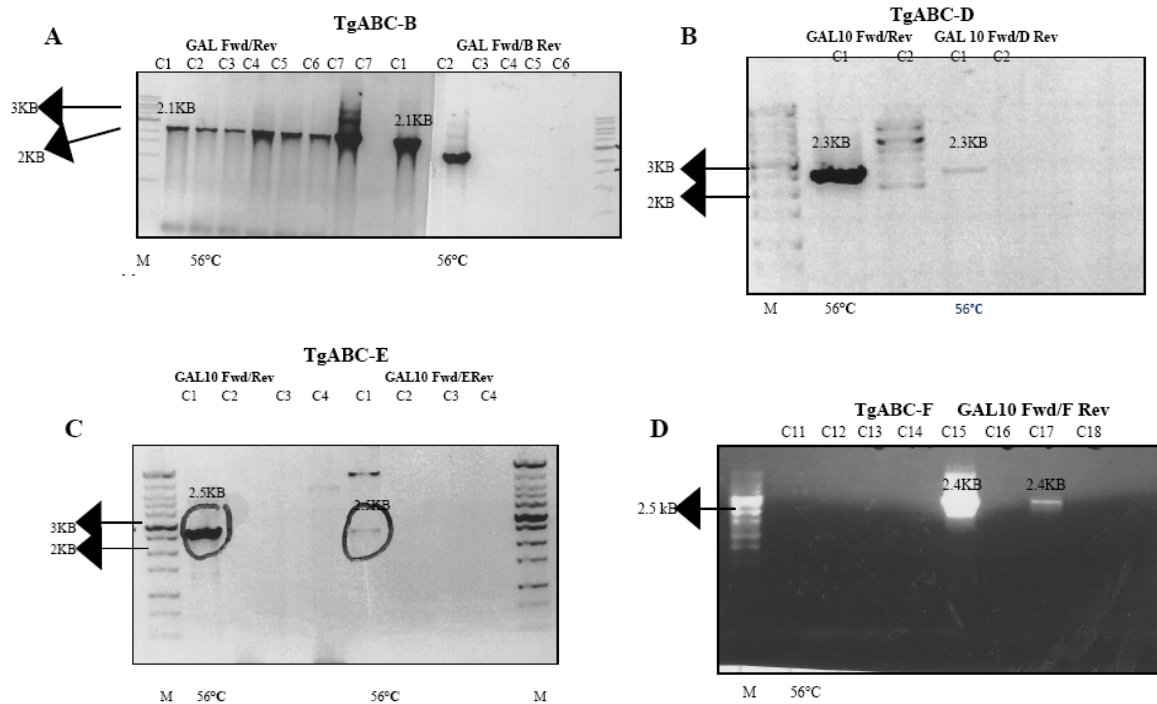 TgABC-B
A
GAL Fwd/Rev
GAL Fwd/B Rev
C1 C2 C3 C4 C5 C6 C7 C7 C1 C2 C3 C4 C5 C6
3KB
2.1KB
2.1KB
2KB
M 56°C 56°C
TgABC-D
B
GAL10 Fwd/Rev GAL 10 Fwd/D Rev
C1 C2 C1 C2
2.3KB 2.3KB
3KB
2KB
M 56°C 56°C
TgABC-E
GAL10 Fwd/Rev GAL10 Fwd/ERev
C1 C2 C3 C4 C1 C2 C3 C4
C
2.5KB
2.5KB
3KB
2KB
M 56°C 56°C M
TgABC-F GAL10 Fwd/F Rev
D
C11 C12 C13 C14 C15 C16 C17 C18
2.4KB 2.4KB
2.5 kB
M 56°C